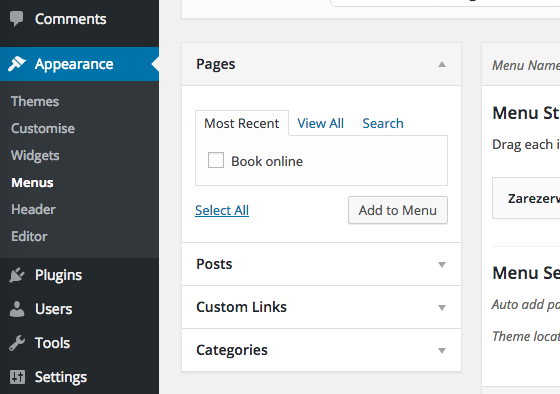 Comments
Appearance
Themes
Customise
Widgets
Menus
Header
Editor
Plugins
Users
Tools
Settings
Pages
Most Recent
View All
Search
Book online
Select All
Add to Menu
Posts
Custom Links
Categories
Menu Name
Menu St
Drag each i
Zarezerw
Menu Se
Auto add pa
Theme locat